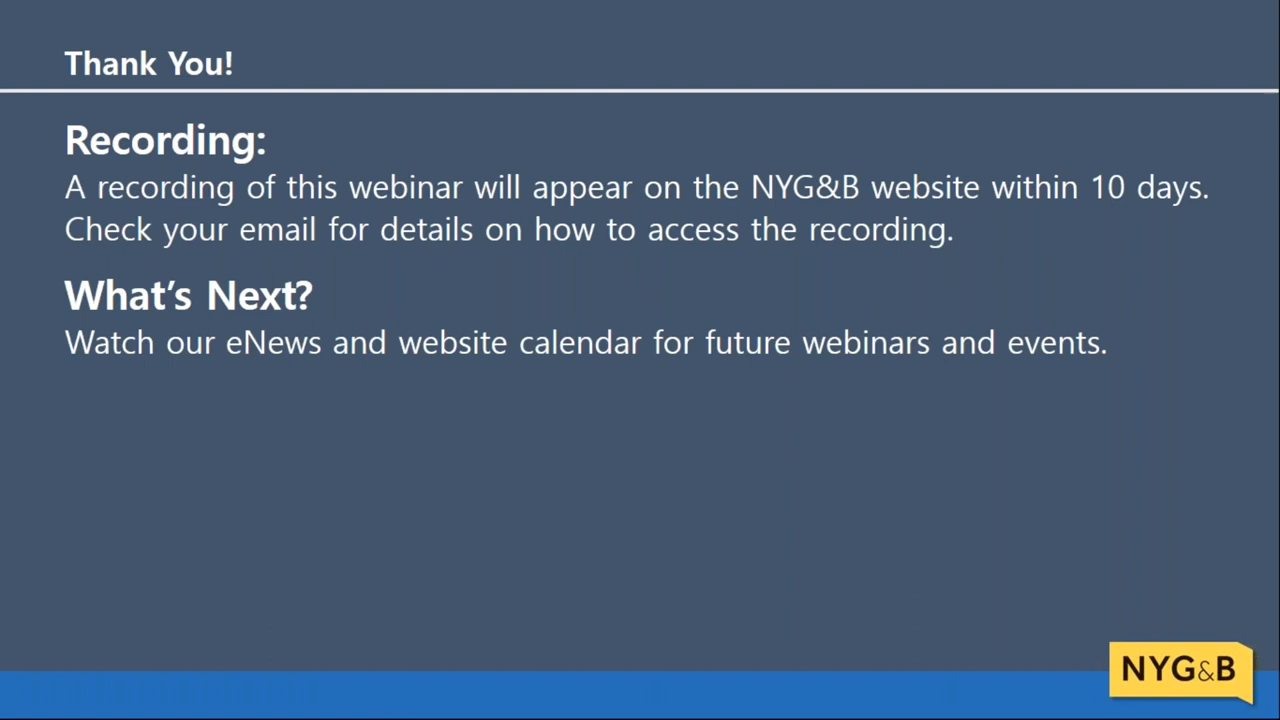 Thank You!
Recording:
A recording of this webinar will appear on the NYG&B website within 10 days.
Check your email for details on how to access the recording.
What’s Next?
Watch our eNews and website calendar for future webinars and events.
NYG&B